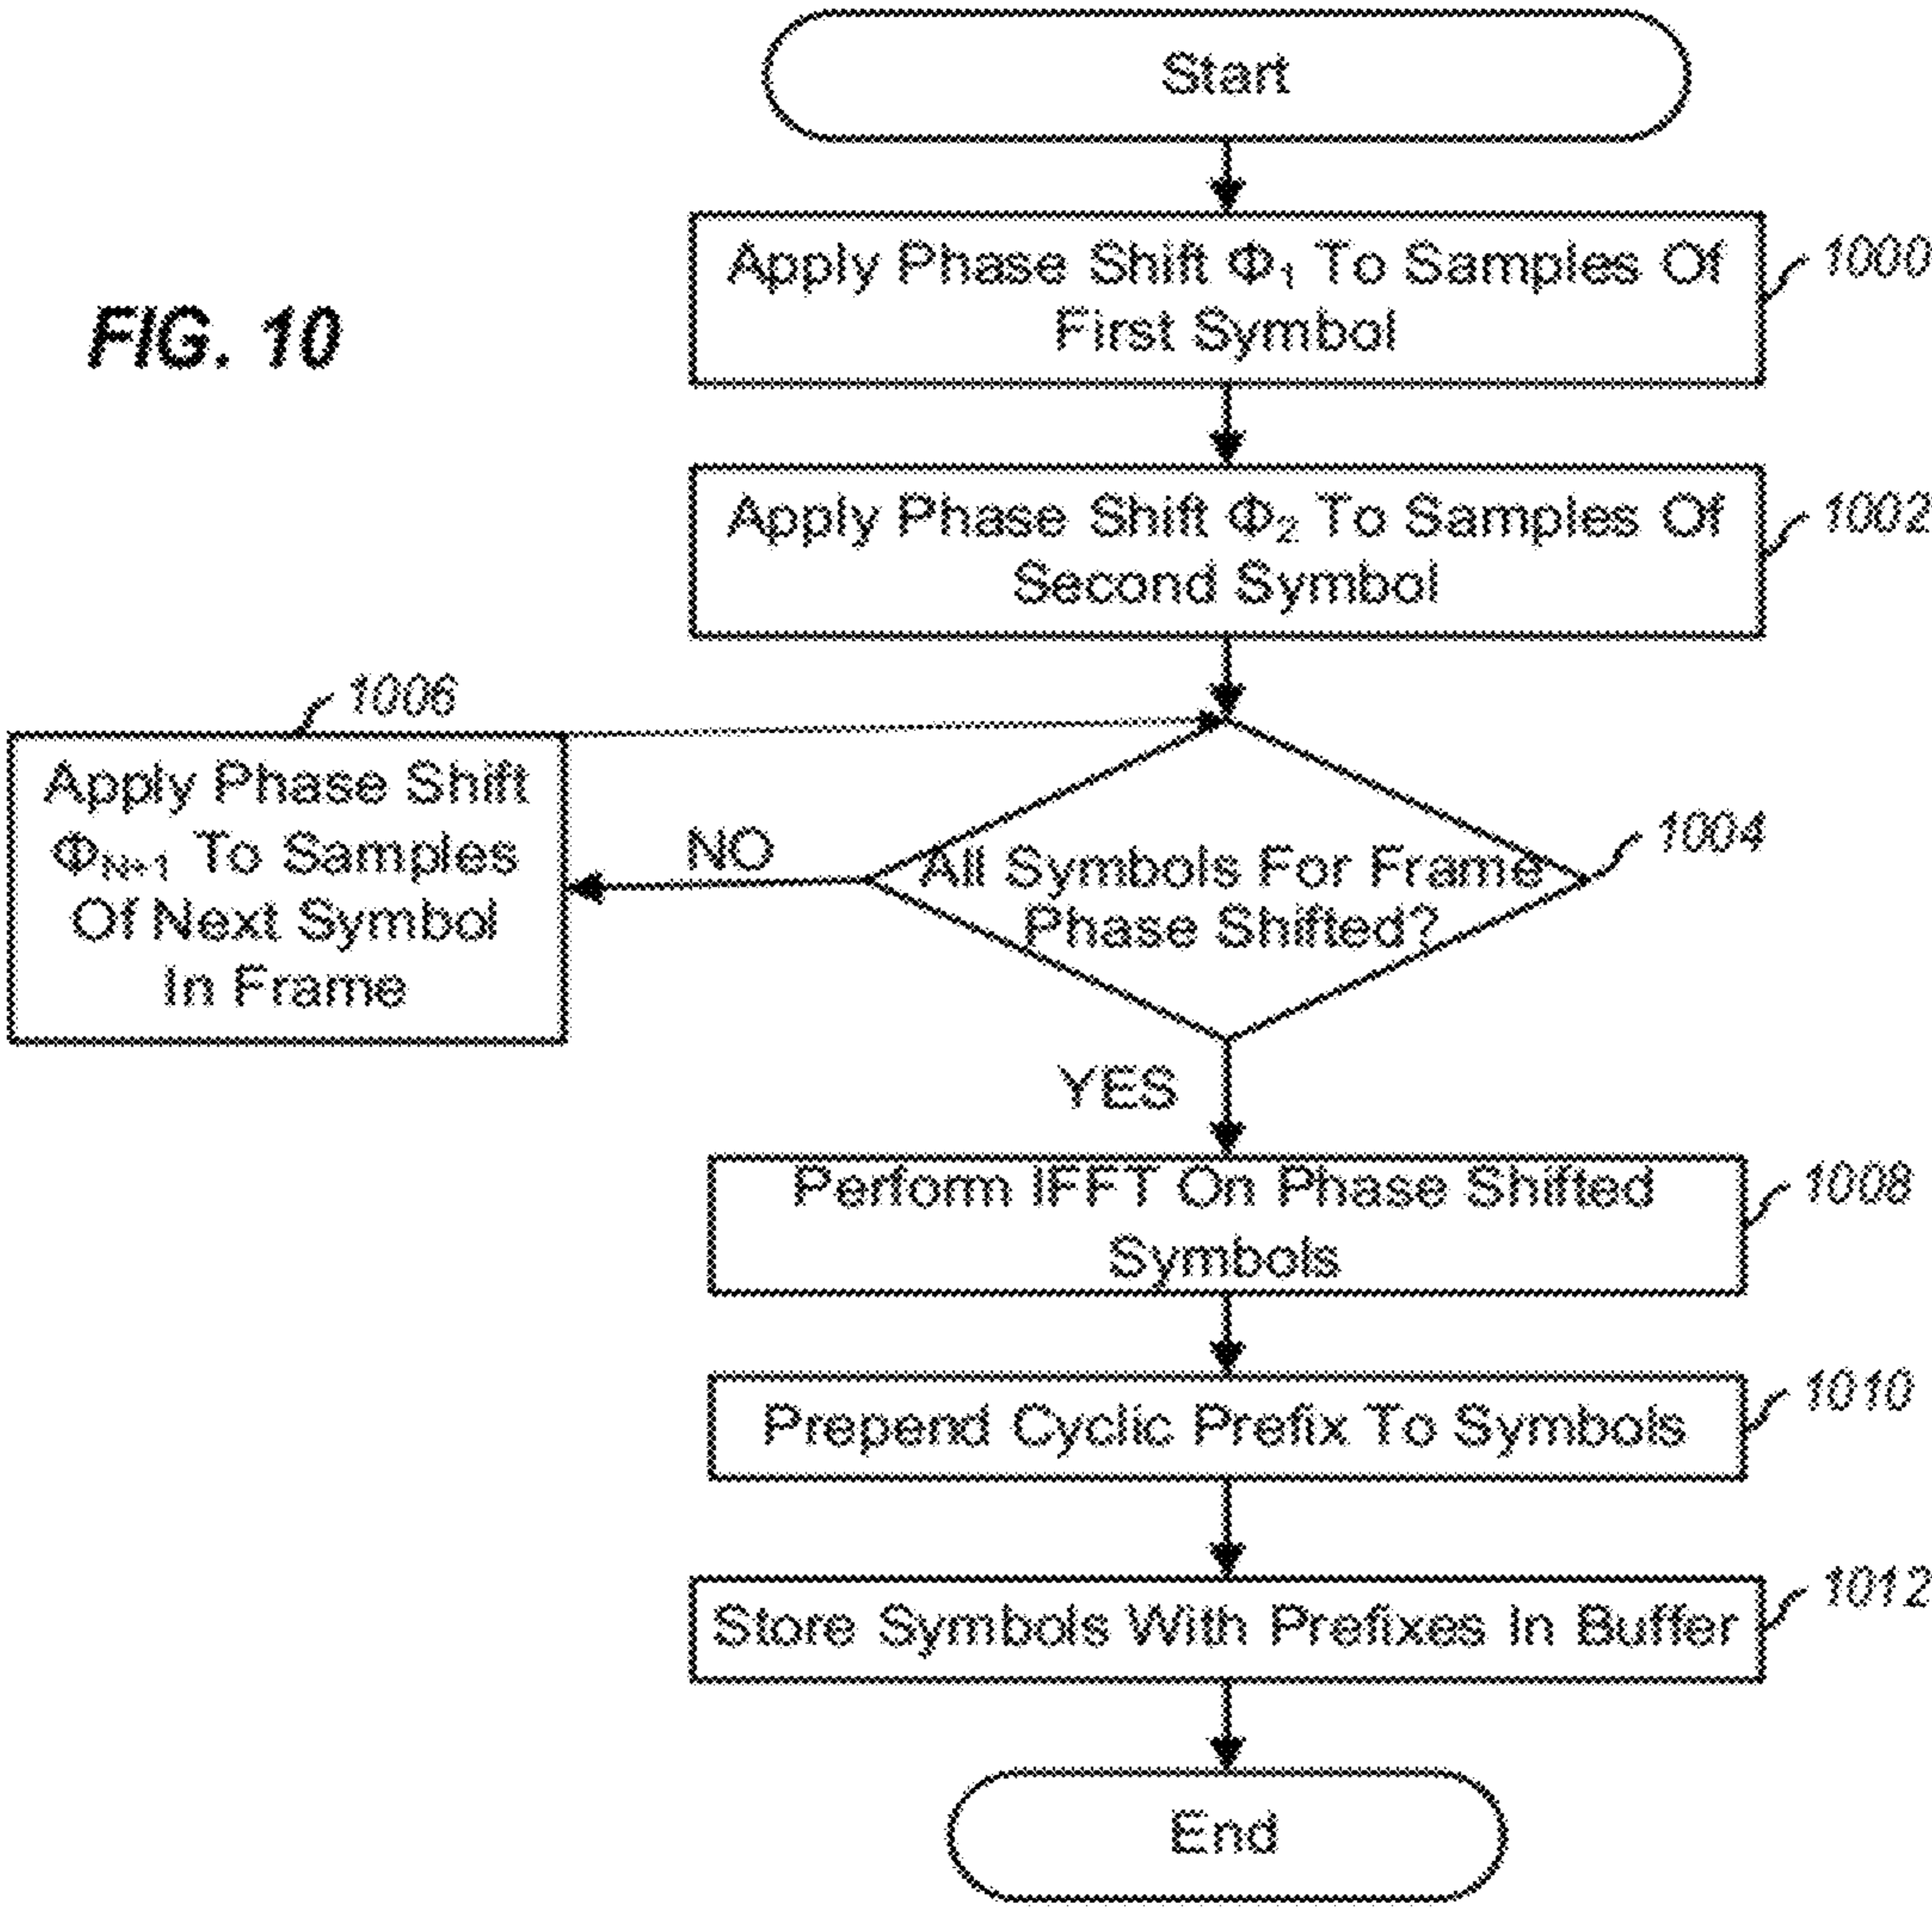 Start
Apply Phase Shift Φ₁ To Samples Of
First Symbol
1000
FIG. 10
Apply Phase Shift Φ₂ To Samples Of
Second Symbol
1002
1006
Apply Phase Shift
Φ_N+1 To Samples
Of Next Symbol
In Frame
NO
All Symbols For Frame
Phase Shifted?
1004
YES
Perform IFFT On Phase Shifted
Symbols
1008
Prepend Cyclic Prefix To Symbols
1010
Store Symbols With Prefixes In Buffer
1012
End